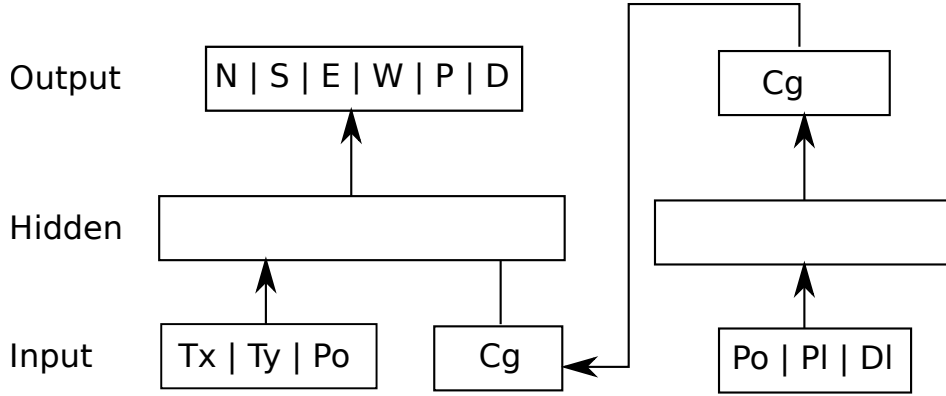 Output
N | S | E | W | P | D
Cg
Hidden
Input
Tx | Ty | Po
Cg
Po | Pl | Dl